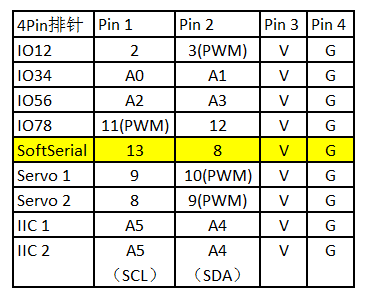 4Pin排针 Pin 1 Pin 2 Pin 3 Pin 4
IO12 2 3(PWM) V G
IO34 A0 A1 V G
IO56 A2 A3 V G
IO78 11(PWM) 12 V G
SoftSerial 13 8 V G
Servo 1 9 10(PWM) V G
Servo 2 8 9(PWM) V G
IIC 1 A5 A4 V G
IIC 2 A5 A4 V G
（SCL） （SDA）